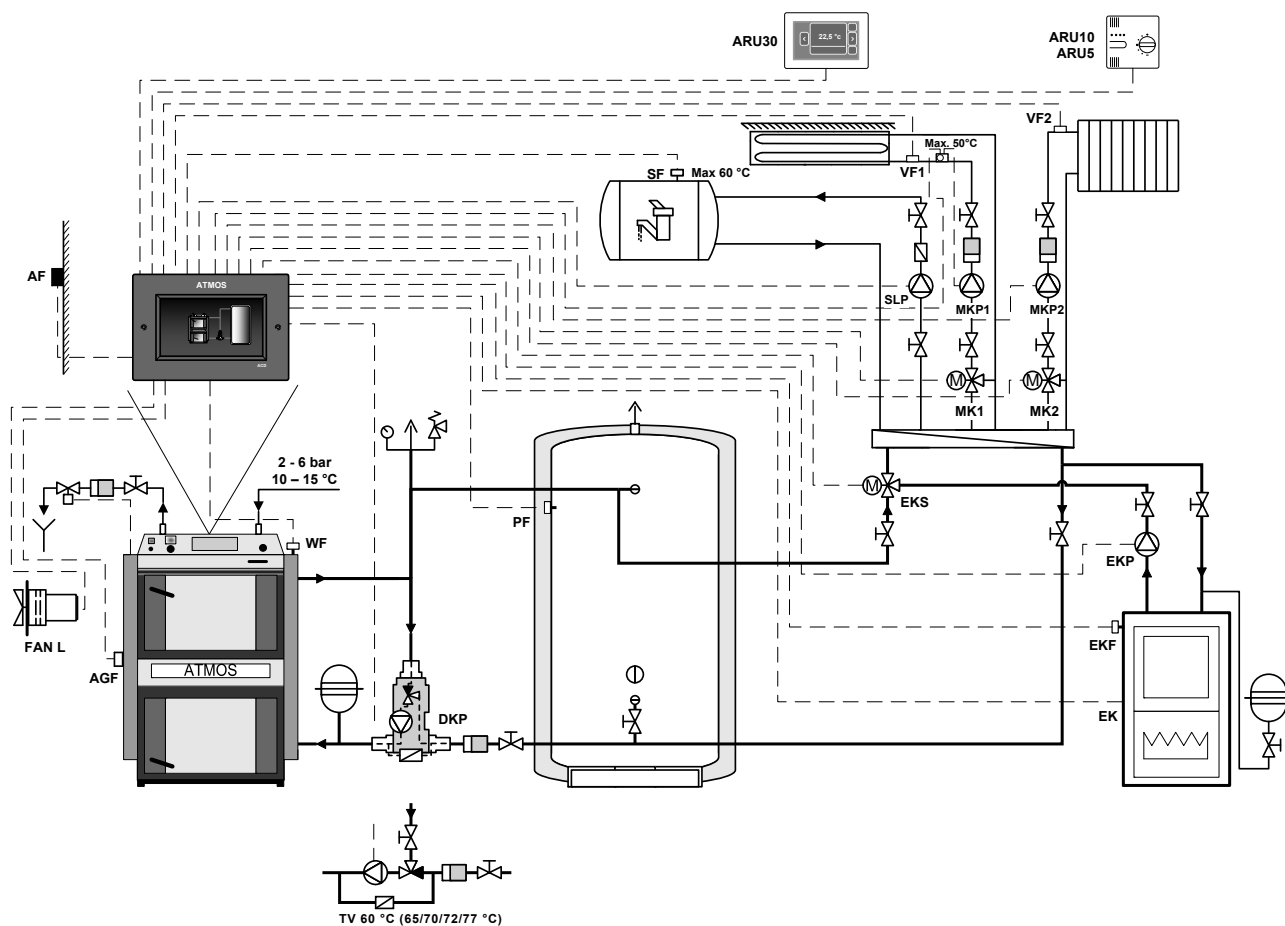 ARU30
22,5 °c
ARU10
ARU5
VF2
Max. 50°C
VF1
SF
Max 60 °C
AF
ATMOS
ACD
SLP
MKP1
MKP2
M
M
MK1
MK2
2 - 6 bar
10 – 15 °C
M
EKS
PF
WF
EKP
FAN L
AGF
ATMOS
DKP
EKF
EK
TV 60 °C (65/70/72/77 °C)